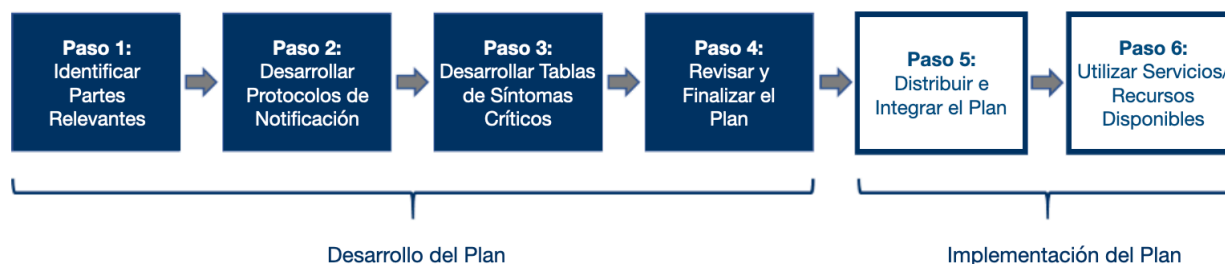 Paso 1:
Identificar
Partes
Relevantes
Paso 2:
Desarrollar
Protocolos de
Notificación
Paso 3:
Desarrollar Tablas
de Síntomas
Críticos
Paso 4:
Revisar y
Finalizar el
Plan
Paso 5:
Distribuir e
Integrar el Plan
Paso 6:
Utilizar Servicios/
Recursos
Disponibles
Desarrollo del Plan
Implementación del Plan